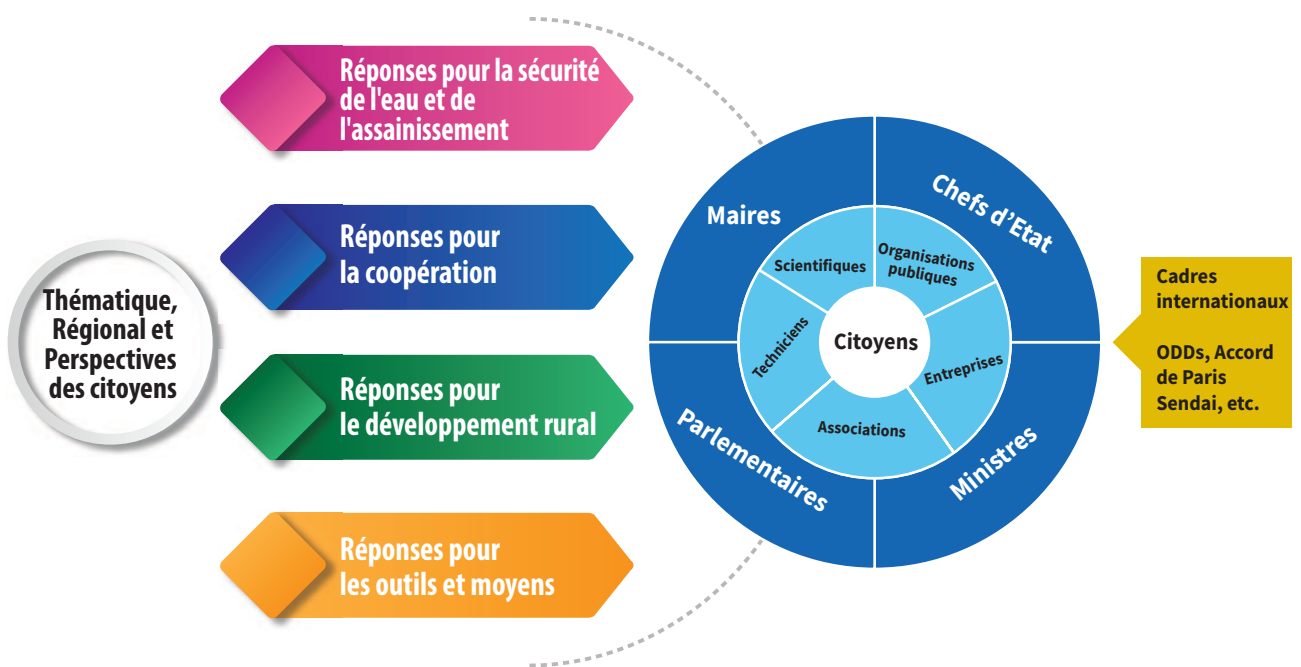 Thématique,
Régional et
Perspectives
des citoyens
Réponses pour la sécurité
de l'eau et de
l'assainissement
Réponses pour
la coopération
Réponses pour
le développement rural
Réponses pour
les outils et moyens
Maires
Chefs d’Etat
Parlementaires
Ministres
Scientifiques
Organisations
publiques
Techniciens
Entreprises
Associations
Citoyens
Cadres
internationaux
ODDs, Accord
de Paris
Sendai, etc.